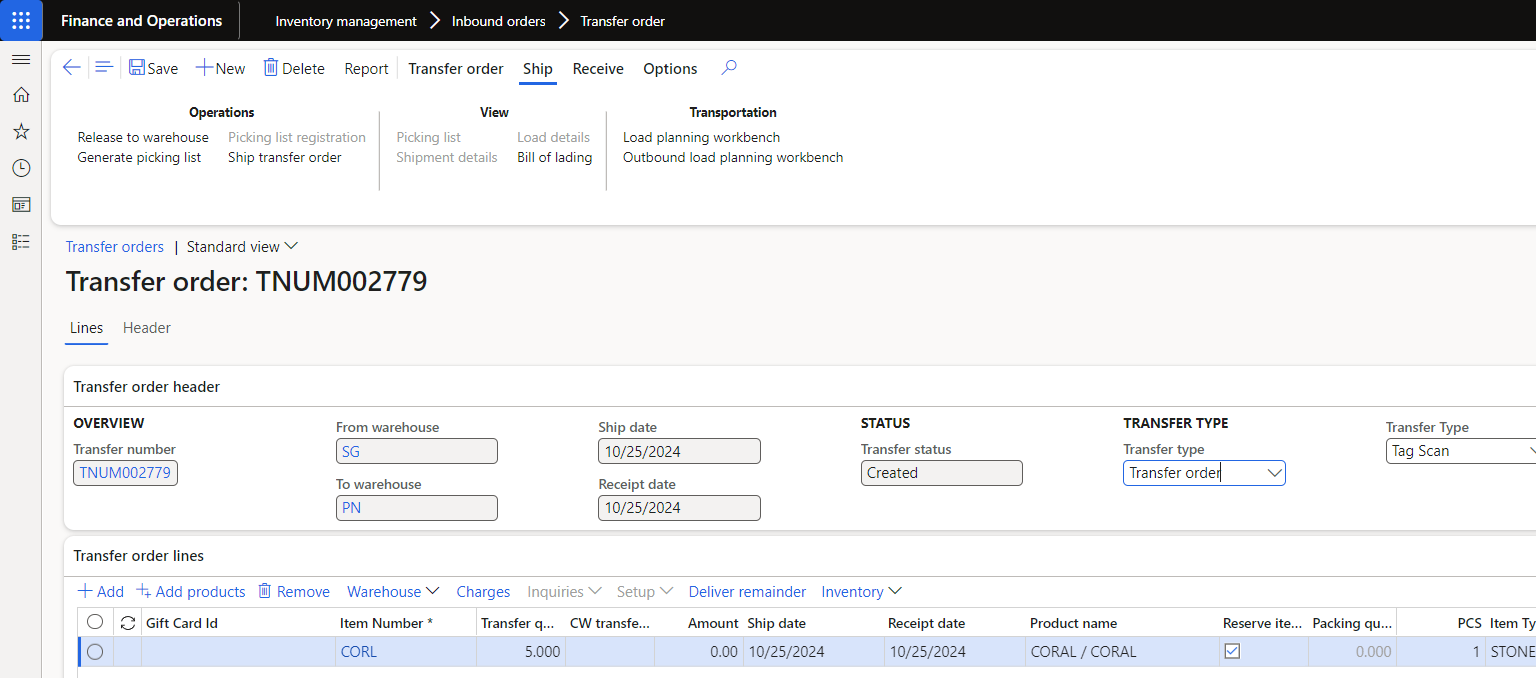 Finance and Operations Inventory management Inbound orders Transfer order
Save New Delete Report Transfer order Ship Receive Options
Operations View Transportation
Release to warehouse Picking list registration Picking list Load details Load planning workbench
Generate picking list Ship transfer order Shipment details Bill of lading Outbound load planning workbench
Transfer orders | Standard view
Transfer order: TNUM002779
Lines Header
Transfer order header
OVERVIEW
Transfer number
TNUM002779
From warehouse
SG
To warehouse
PN
Ship date
10/25/2024
Receipt date
10/25/2024
STATUS
Transfer status
Created
TRANSFER TYPE
Transfer type
Transfer order
Transfer Type
Tag Scan
Transfer order lines
Add Add products Remove Warehouse Charges Inquiries Setup Deliver remainder Inventory
Gift Card Id Item Number * Transfer q... CW transfe... Amount Ship date Receipt date Product name Reserve ite... Packing qu... PCS Item Ty
CORL 5.000 0.00 10/25/2024 10/25/2024 CORAL / CORAL 0.000 1 STONE